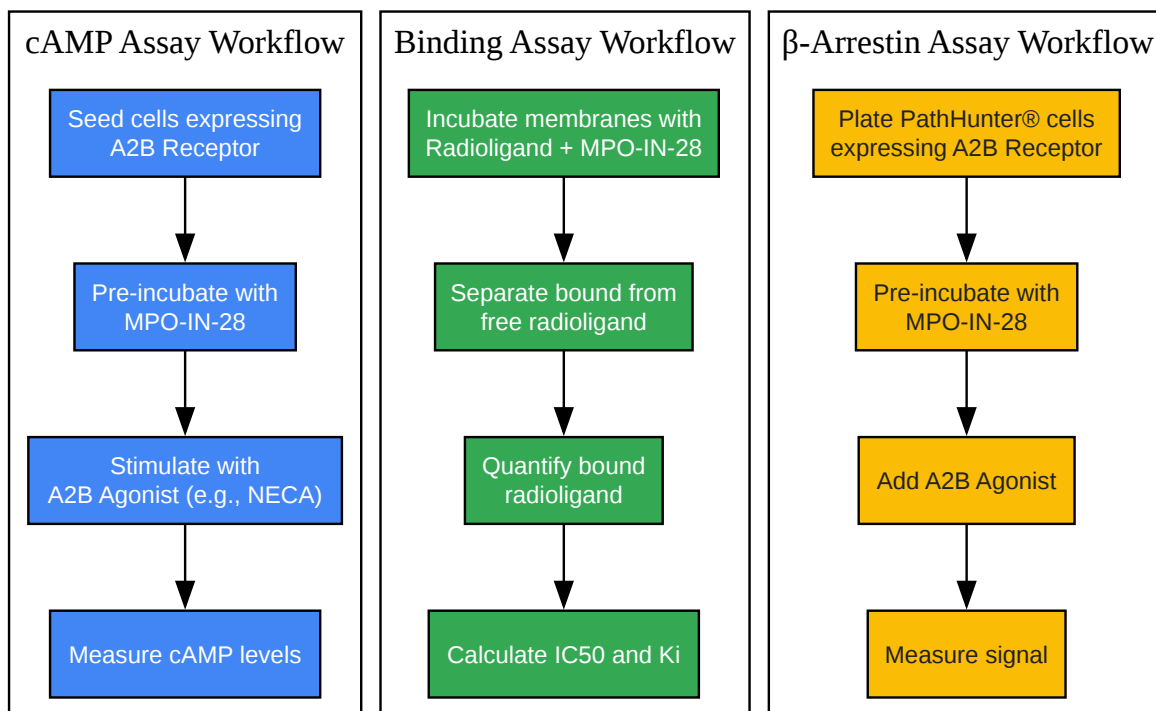 cAMP Assay Workflow
Seed cells expressing
A2B Receptor
Pre-incubate with
MPO-IN-28
Stimulate with
A2B Agonist (e.g., NECA)
Measure cAMP levels
Binding Assay Workflow
Incubate membranes with
Radioligand + MPO-IN-28
Separate bound from
free radioligand
Quantify bound
radioligand
Calculate IC50 and Ki
β-Arrestin Assay Workflow
Plate PathHunter® cells
expressing A2B Receptor
Pre-incubate with
MPO-IN-28
Add A2B Agonist
Measure signal